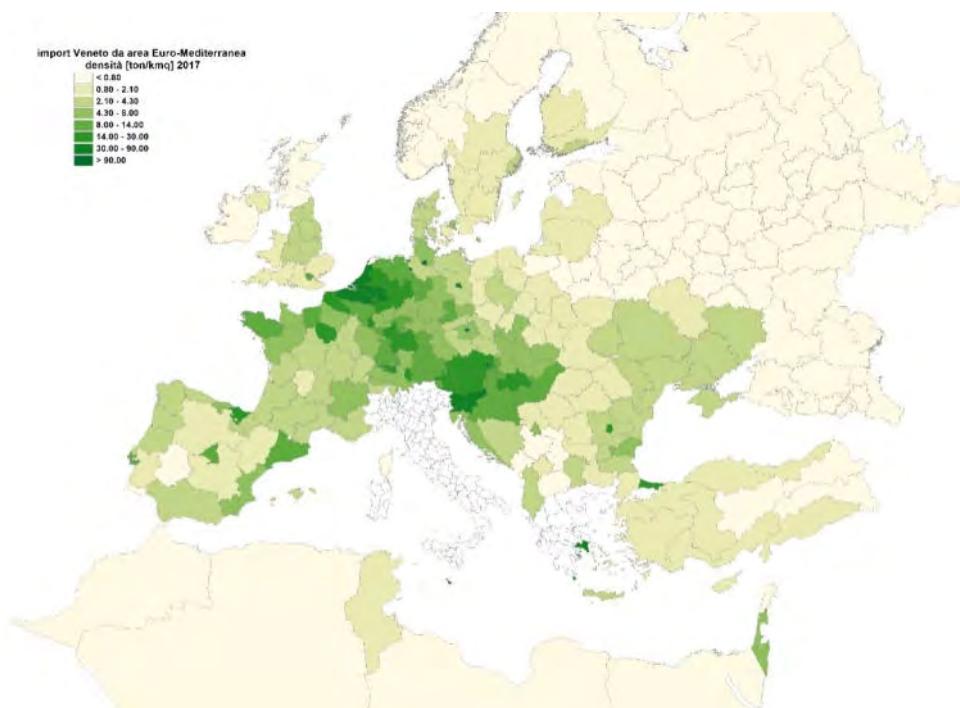 import Veneto da area Euro-Mediterranea
densità [ton/kmq] 2017
< 0.80
0.80 - 2.10
2.10 - 4.30
4.30 - 8.00
8.00 - 14.00
14.00 - 30.00
30.00 - 90.00
> 90.00